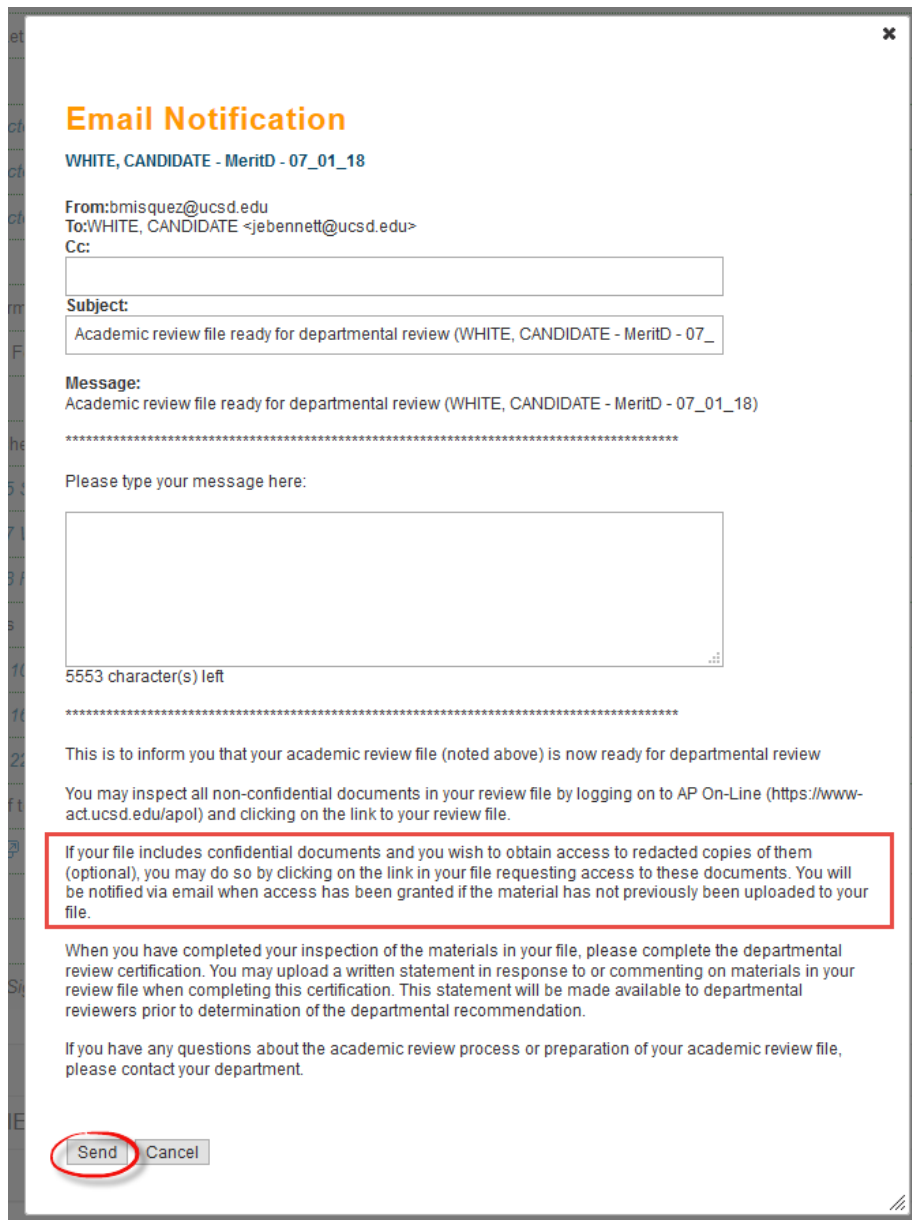 Email Notification
WHITE, CANDIDATE - MeritD - 07_01_18
From:bmisquez@ucsd.edu
To:WHITE, CANDIDATE <jebennett@ucsd.edu>
Cc:
Subject:
Academic review file ready for departmental review (WHITE, CANDIDATE - MeritD - 07_
Message:
Academic review file ready for departmental review (WHITE, CANDIDATE - MeritD - 07_01_18)
******************************************************************************************
Please type your message here:
5553 character(s) left
******************************************************************************************
This is to inform you that your academic review file (noted above) is now ready for departmental review
You may inspect all non-confidential documents in your review file by logging on to AP On-Line (https://www-
act.ucsd.edu/apol) and clicking on the link to your review file.
If your file includes confidential documents and you wish to obtain access to redacted copies of them
(optional), you may do so by clicking on the link in your file requesting access to these documents. You will
be notified via email when access has been granted if the material has not previously been uploaded to your
file.
When you have completed your inspection of the materials in your file, please complete the departmental
review certification. You may upload a written statement in response to or commenting on materials in your
review file when completing this certification. This statement will be made available to departmental
reviewers prior to determination of the departmental recommendation.
If you have any questions about the academic review process or preparation of your academic review file,
please contact your department.
Send Cancel